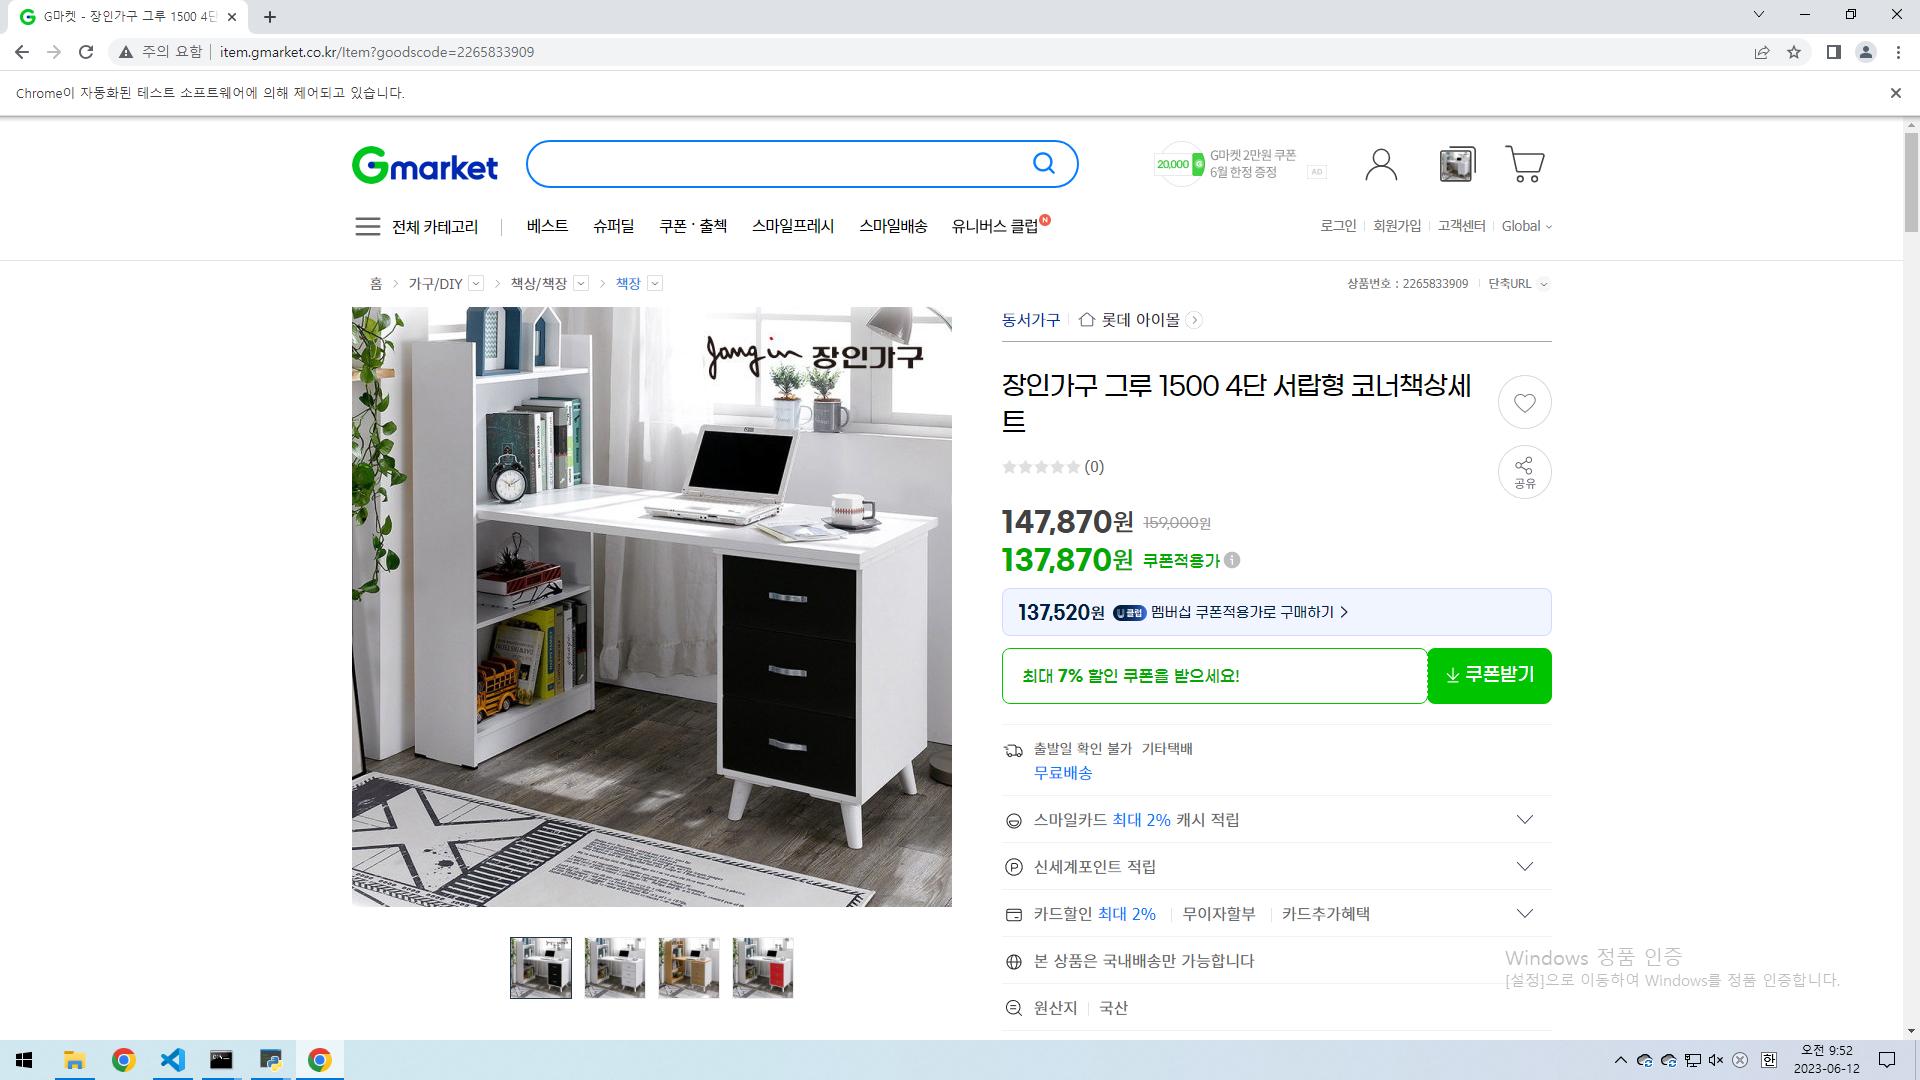 G마켓 - 장인가구 그루 1500 4단
주의 요함 item.gmarket.co.kr/Item?goodscode=2265833909
Chrome이 자동화된 테스트 소프트웨어에 의해 제어되고 있습니다.
Gmarket
20,000 G마켓 2만원 쿠폰
6월 한정 증정 AD
전체 카테고리 베스트 슈퍼딜 쿠폰·출첵 스마일프레시 스마일배송 유니버스 클럽 N
로그인 회원가입 고객센터 Global
홈 가구/DIY 책상/책장 책장
상품번호 : 2265833909 단축URL
Jangin 장인가구
동서가구 롯데 아이몰
장인가구 그루 1500 4단 서랍형 코너책상세
트
(0)
공유
147,870원 159,000원
137,870원 쿠폰적용가
137,520원 U클럽 멤버십 쿠폰적용가로 구매하기
최대 7% 할인 쿠폰을 받으세요! 쿠폰받기
출발일 확인 불가 기타택배
무료배송
스마일카드 최대 2% 캐시 적립
신세계포인트 적립
카드할인 최대 2% 무이자할부 카드추가혜택
본 상품은 국내배송만 가능합니다
원산지 국산
Windows 정품 인증
[설정]으로 이동하여 Windows를 정품 인증합니다.
한
오전 9:52
2023-06-12